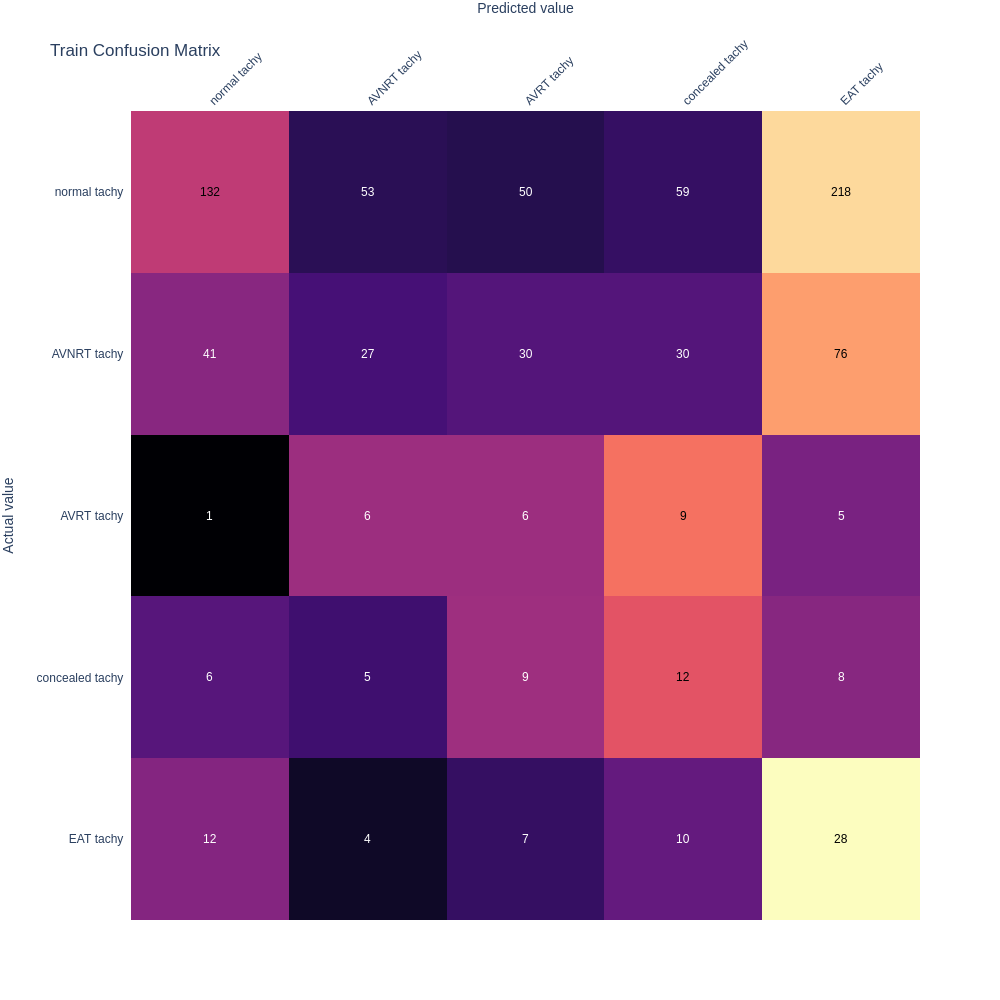 Predicted value
Train Confusion Matrix
normal tachy AVNRT tachy AVRT tachy concealed tachy EAT tachy
normal tachy 132 53 50 59 218
AVNRT tachy 41 27 30 30 76
Actual value
AVRT tachy 1 6 6 9 5
concealed tachy 6 5 9 12 8
EAT tachy 12 4 7 10 28